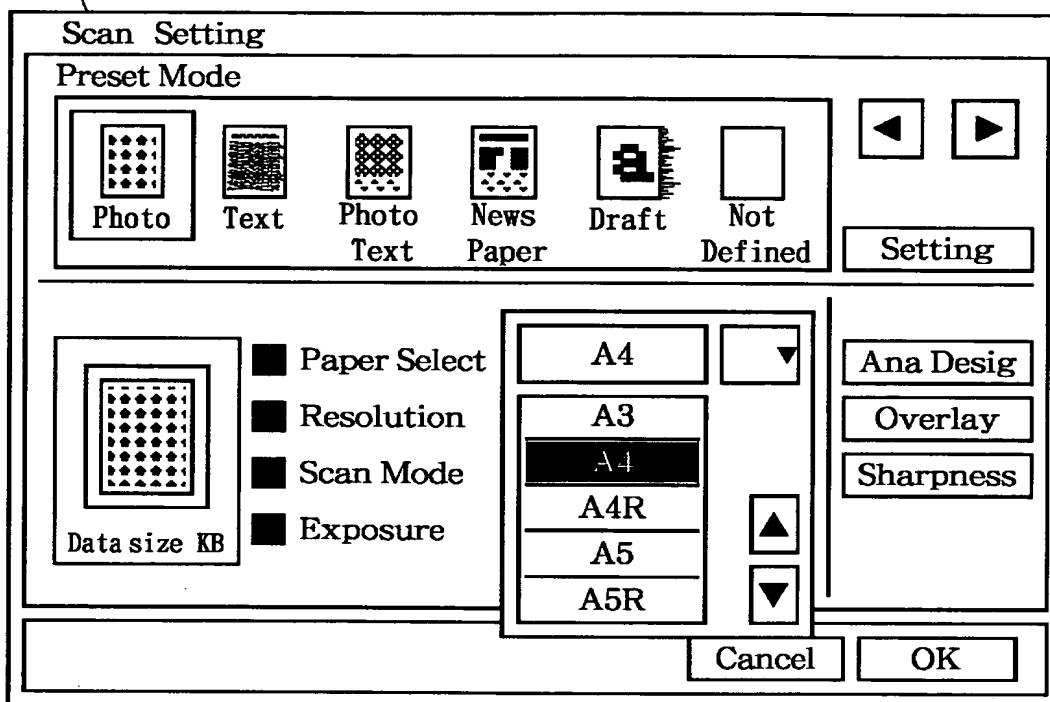 Scan Setting
Preset Mode
Photo
Text
Photo
Text
News
Paper
Draft
Not
Defined
Setting
Data size KB
Paper Select
Resolution
Scan Mode
Exposure
A4
A3
A4
A4R
A5
A5R
Ana Desig
Overlay
Sharpness
Cancel
OK